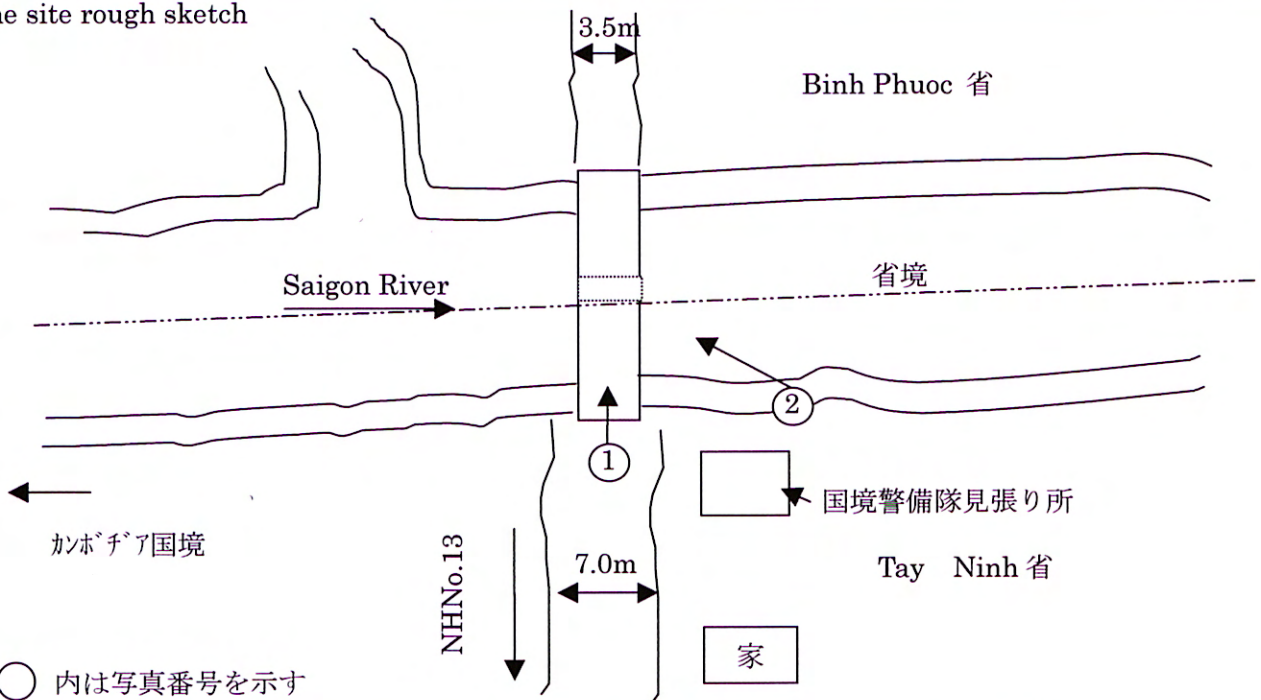 ne site rough sketch
3.5m
Binh Phuoc 省
省境
Saigon River
②
①
国境警備隊見張り所
ｶﾝﾎﾞﾁﾞｱ国境
NHNo.13
7.0m
Tay Ninh 省
家
○ 内は写真番号を示す